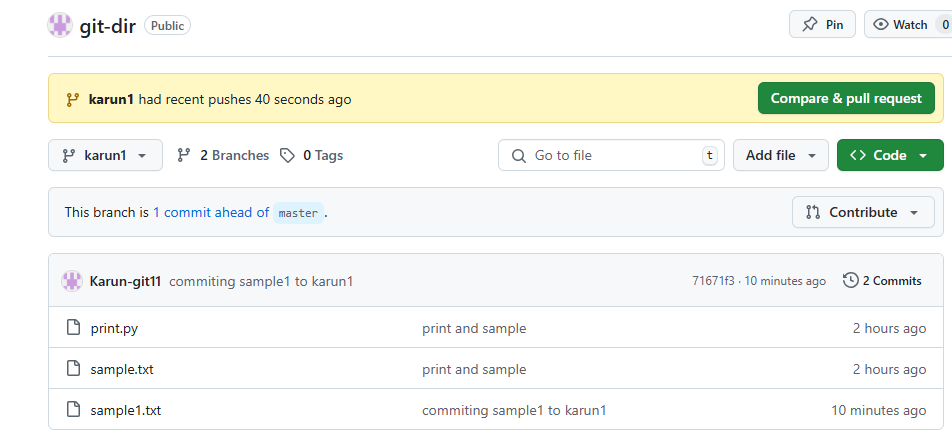 git-dir Public Pin Watch 0
karun1 had recent pushes 40 seconds ago Compare & pull request
karun1 2 Branches 0 Tags Go to file t Add file Code
This branch is 1 commit ahead of master. Contribute
Karun-git11 commiting sample1 to karun1 71671f3 · 10 minutes ago 2 Commits
print.py print and sample 2 hours ago
sample.txt print and sample 2 hours ago
sample1.txt commiting sample1 to karun1 10 minutes ago